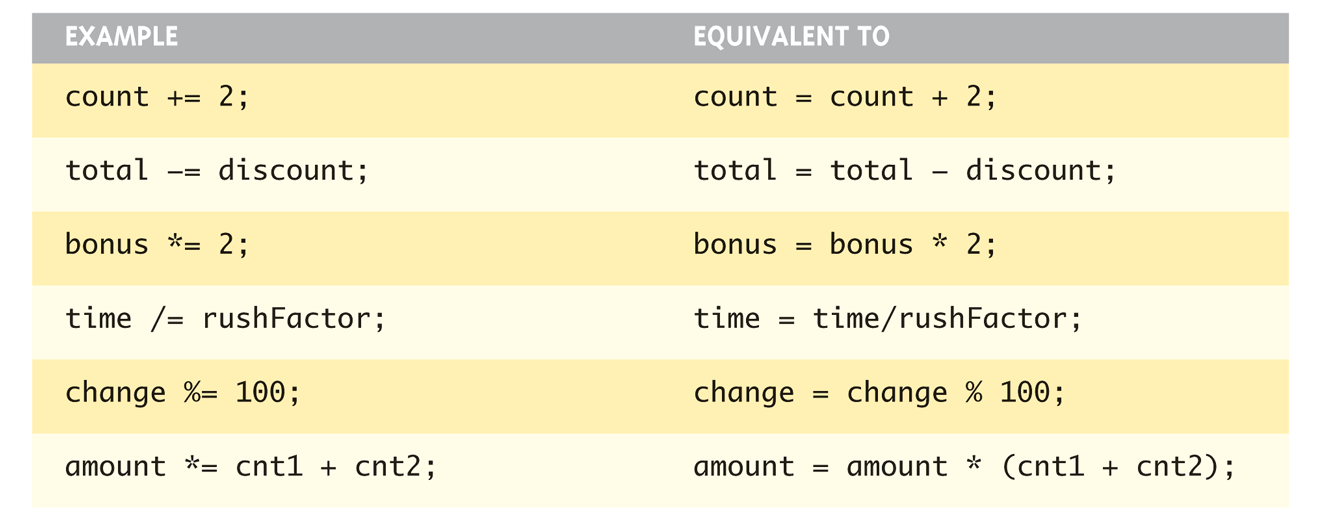 EXAMPLE EQUIVALENT TO
count += 2; count = count + 2;
total –= discount; total = total – discount;
bonus *= 2; bonus = bonus * 2;
time /= rushFactor; time = time/rushFactor;
change %= 100; change = change % 100;
amount *= cnt1 + cnt2; amount = amount * (cnt1 + cnt2);